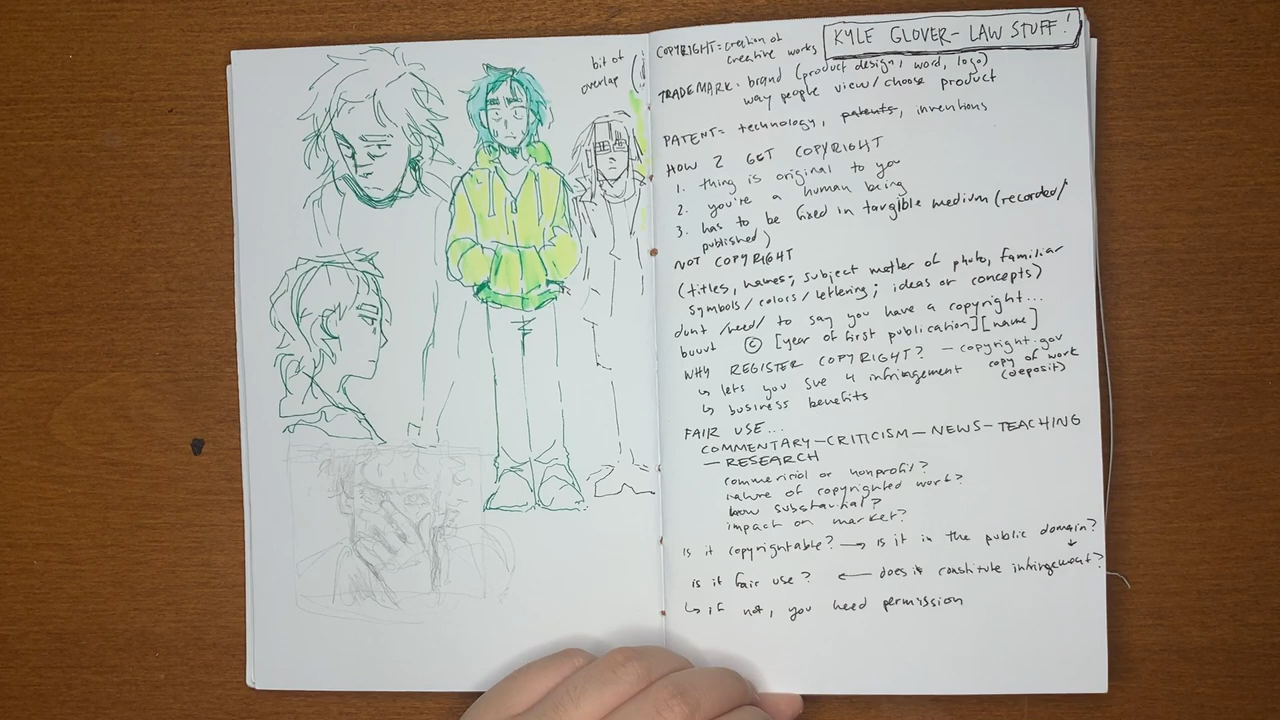 bit of
overlap (
KYLE GLOVER - LAW STUFF!
COPYRIGHT = creation of
creative works
TRADEMARK = brand (product design, word, logo)
way people view/choose product
PATENT = technology, patents, inventions
HOW 2 GET COPYRIGHT
1. thing is original to you
2. you're a human being
3. has to be fixed in tangible medium (recorded/
published)
NOT COPYRIGHT
(titles, names; subject matter of photo, familiar
symbols/colors/lettering; ideas or concepts)
dont /need/ to say you have a copyright...
buuut © [year of first publication][name]
WHY REGISTER COPYRIGHT? — copyright.gov
↳ lets you sue 4 infringement copy of work
(deposit)
↳ business benefits
FAIR USE...
COMMENTARY—CRITICISM—NEWS—TEACHING
—RESEARCH
commericial or nonprofit?
nature of copyrighted work?
how substantial?
impact on market?
is it copyrightable? → is it in the public domain?
↓
is it fair use? ← does it constitute infringement?
↳ if not, you need permission